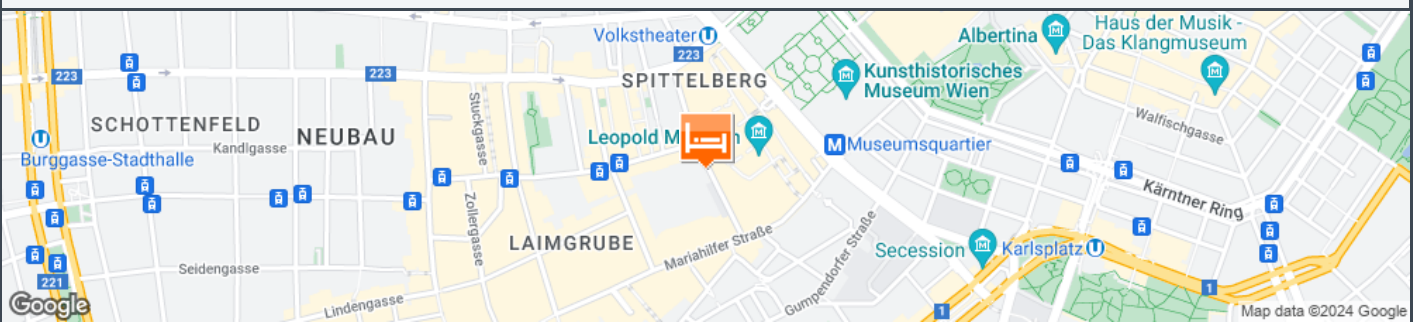 Volkstheater
U
223
SPITTELBERG
Albertina
Haus der Musik -
Das Klangmuseum
223
223
Kunsthistorisches
Museum Wien
SCHOTTENFELD
NEUBAU
Kandlgasse
Stuckgasse
Leopold M
n
M
Museumsquartier
Walfischgasse
U
Burggasse-Stadthalle
Zollergasse
Kärntner Ring
LAIMGRUBE
Mariahilfer Straße
Gumpendorfer Straße
Secession
Karlsplatz
U
Seidengasse
221
Lindengasse
1
1
Google
Map data ©2024 Google